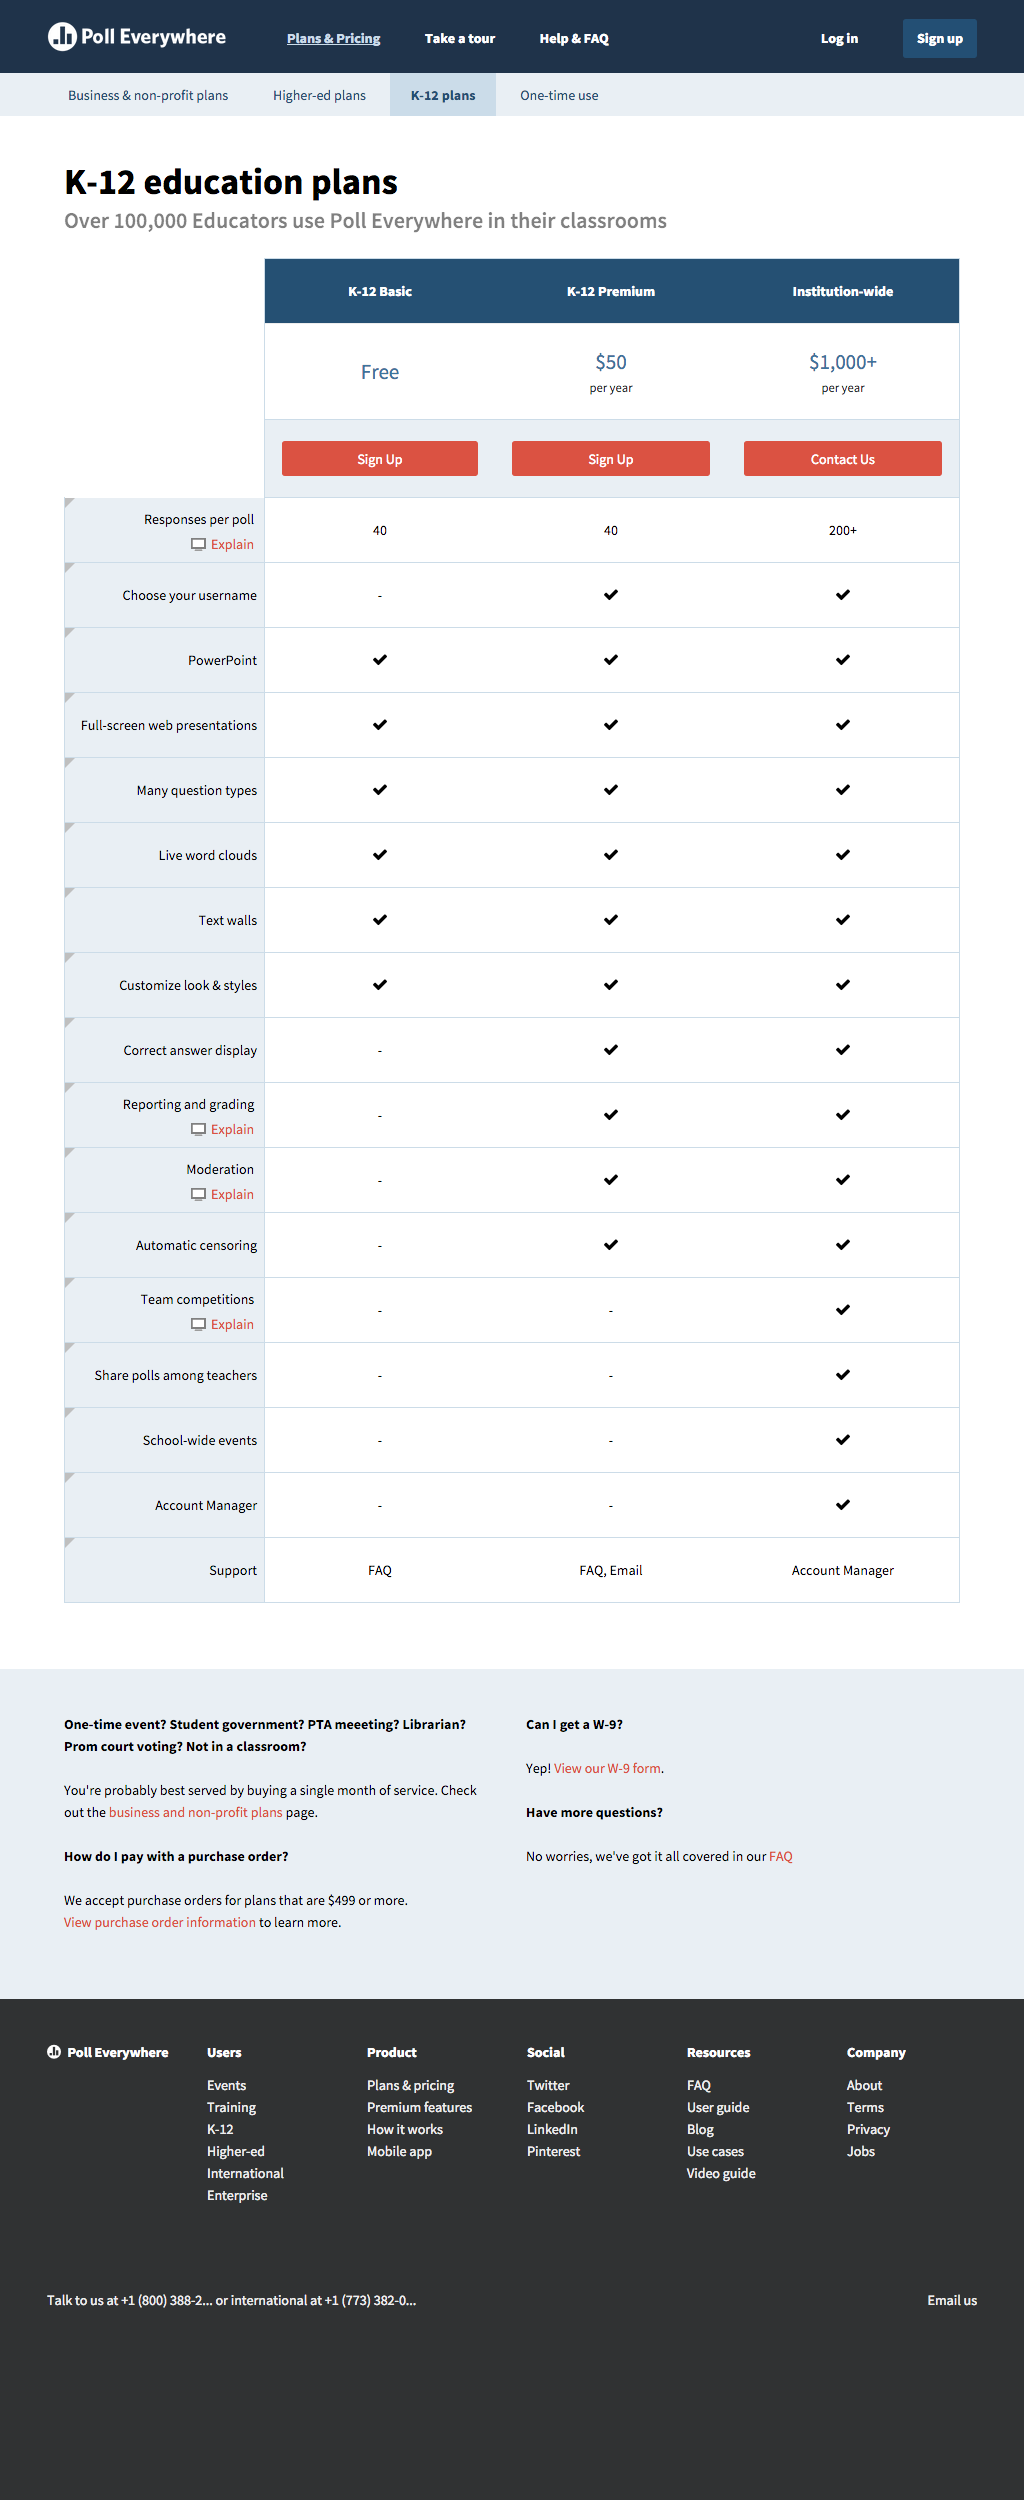 Poll Everywhere Plans & Pricing Take a tour Help & FAQ Log in Sign up
Business & non-profit plans Higher-ed plans K-12 plans One-time use
K-12 education plans
Over 100,000 Educators use Poll Everywhere in their classrooms
K-12 Basic K-12 Premium Institution-wide
Free $50 $1,000+
per year per year
Sign Up Sign Up Contact Us
Responses per poll 40 40 200+
Explain
Choose your username - ✔ ✔
PowerPoint ✔ ✔ ✔
Full-screen web presentations ✔ ✔ ✔
Many question types ✔ ✔ ✔
Live word clouds ✔ ✔ ✔
Text walls ✔ ✔ ✔
Customize look & styles ✔ ✔ ✔
Correct answer display - ✔ ✔
Reporting and grading - ✔ ✔
Explain
Moderation - ✔ ✔
Explain
Automatic censoring - ✔ ✔
Team competitions - - ✔
Explain
Share polls among teachers - - ✔
School-wide events - - ✔
Account Manager - - ✔
Support FAQ FAQ, Email Account Manager
One-time event? Student government? PTA meeeting? Librarian?
Prom court voting? Not in a classroom?
You're probably best served by buying a single month of service. Check
out the business and non-profit plans page.
How do I pay with a purchase order?
We accept purchase orders for plans that are $499 or more.
View purchase order information to learn more.
Can I get a W-9?
Yep! View our W-9 form.
Have more questions?
No worries, we've got it all covered in our FAQ
Poll Everywhere
Users
Events
Training
K-12
Higher-ed
International
Enterprise
Product
Plans & pricing
Premium features
How it works
Mobile app
Social
Twitter
Facebook
LinkedIn
Pinterest
Resources
FAQ
User guide
Blog
Use cases
Video guide
Company
About
Terms
Privacy
Jobs
Talk to us at +1 (800) 388-2... or international at +1 (773) 382-0... Email us